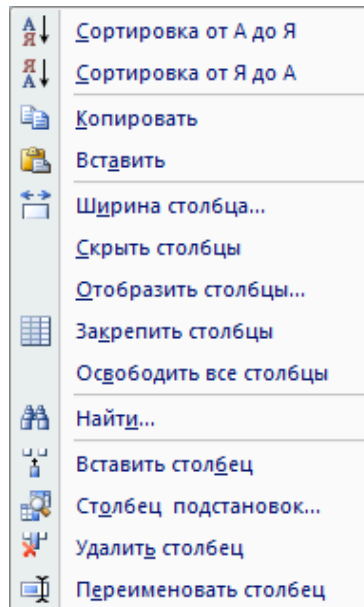 Сортировка от А до Я
Сортировка от Я до А
Копировать
Вставить
Ширина столбца...
Скрыть столбцы
Отобразить столбцы...
Закрепить столбцы
Освободить все столбцы
Найти...
Вставить столбец
Столбец подстановок...
Удалить столбец
Переименовать столбец